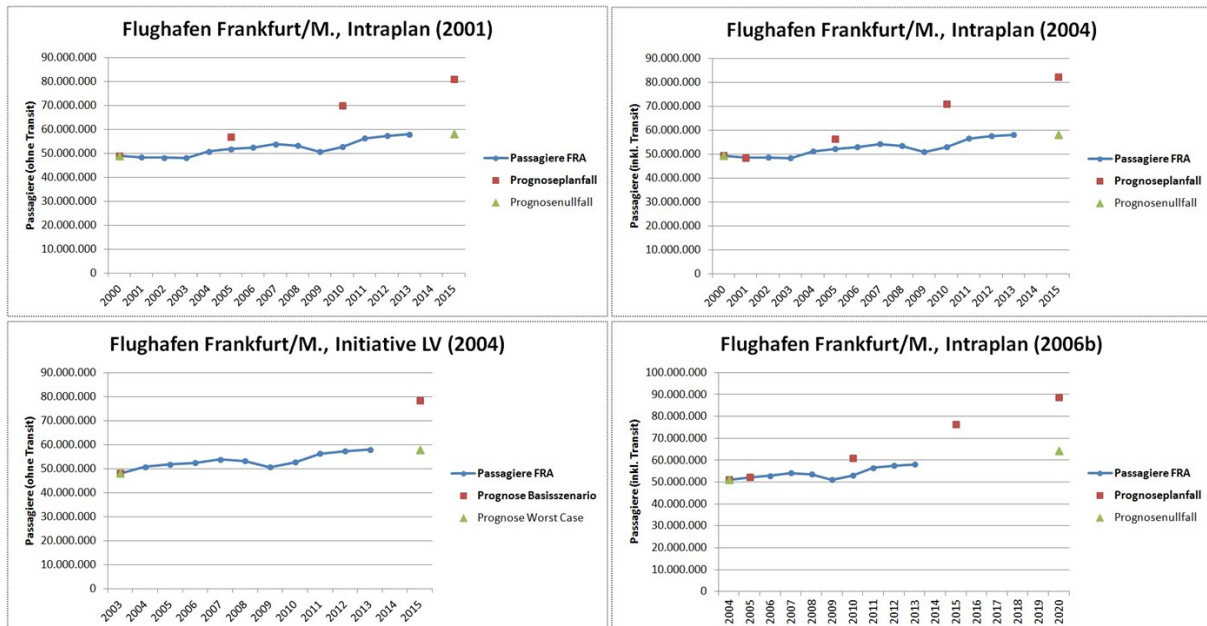 Flughafen Frankfurt/M., Intraplan (2001)
Passagiere (ohne Transit)
90.000.000
80.000.000
70.000.000
60.000.000
50.000.000
40.000.000
30.000.000
20.000.000
10.000.000
0
2000 2001 2002 2003 2004 2005 2006 2007 2008 2009 2010 2011 2012 2013 2014 2015
Passagiere FRA
Prognoseplanfall
Prognosenullfall
Flughafen Frankfurt/M., Intraplan (2004)
Passagiere (inkl. Transit)
90.000.000
80.000.000
70.000.000
60.000.000
50.000.000
40.000.000
30.000.000
20.000.000
10.000.000
0
2000 2001 2002 2003 2004 2005 2006 2007 2008 2009 2010 2011 2012 2013 2014 2015
Passagiere FRA
Prognoseplanfall
Prognosenullfall
Flughafen Frankfurt/M., Initiative LV (2004)
Passagiere (ohne Transit)
90.000.000
80.000.000
70.000.000
60.000.000
50.000.000
40.000.000
30.000.000
20.000.000
10.000.000
0
2003 2004 2005 2006 2007 2008 2009 2010 2011 2012 2013 2014 2015
Passagiere FRA
Prognose Basisszenario
Prognose Worst Case
Flughafen Frankfurt/M., Intraplan (2006b)
Passagiere (inkl. Transit)
100.000.000
90.000.000
80.000.000
70.000.000
60.000.000
50.000.000
40.000.000
30.000.000
20.000.000
10.000.000
0
2004 2005 2006 2007 2008 2009 2010 2011 2012 2013 2014 2015 2016 2017 2018 2019 2020
Passagiere FRA
Prognoseplanfall
Prognosenullfall